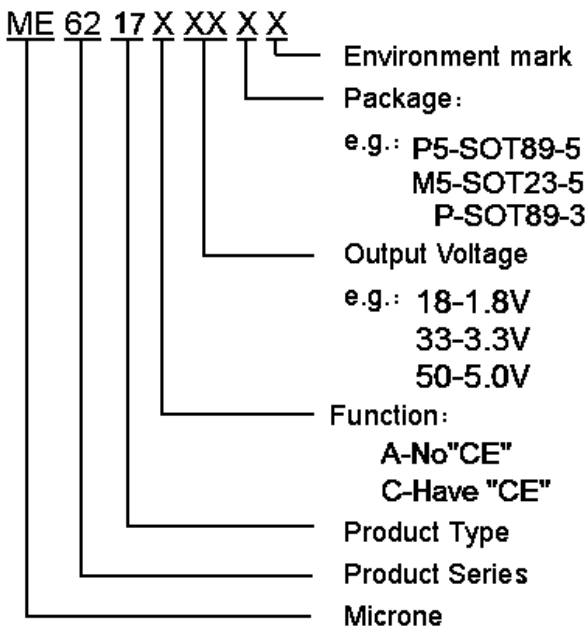 ME 62 17 X XX X X
Environment mark
Package:
e.g.: P5-SOT89-5
M5-SOT23-5
P-SOT89-3
Output Voltage
e.g.: 18-1.8V
33-3.3V
50-5.0V
Function:
A-No"CE"
C-Have "CE"
Product Type
Product Series
Microne